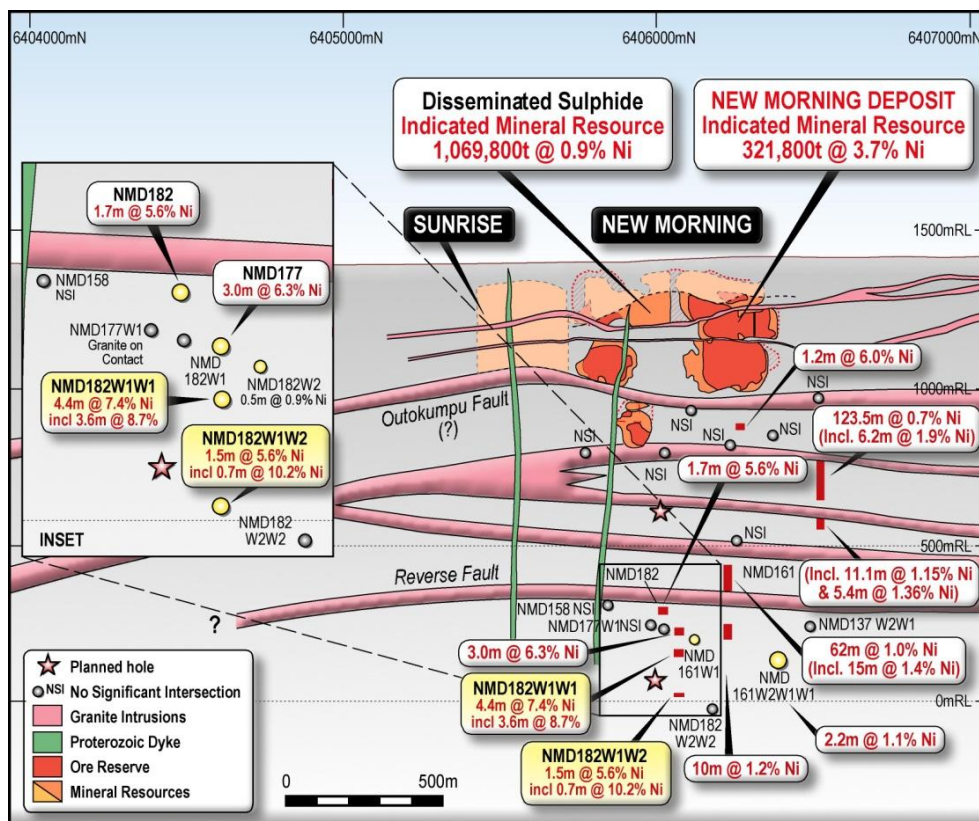 6404000mN
6405000mN
6406000mN
6407000mN
Disseminated Sulphide
Indicated Mineral Resource
1,069,800t @ 0.9% Ni
NEW MORNING DEPOSIT
Indicated Mineral Resource
321,800t @ 3.7% Ni
SUNRISE
NEW MORNING
1500mRL
1000mRL
500mRL
0mRL
NMD182
1.7m @ 5.6% Ni
NMD158
NSI
NMD177
3.0m @ 6.3% Ni
NMD177W1
Granite on
Contact
NMD
182W1
NMD182W2
0.5m @ 0.9% Ni
NMD182W1W1
4.4m @ 7.4% Ni
incl 3.6m @ 8.7%
NMD182W1W2
1.5m @ 5.6% Ni
incl 0.7m @ 10.2% Ni
NMD182
W2W2
INSET
Outokumpu Fault
(?)
Reverse Fault
?
1.2m @ 6.0% Ni
NSI
NSI
NSI
NSI
NSI
NSI
NSI
123.5m @ 0.7% Ni
(Incl. 6.2m @ 1.9% Ni)
1.7m @ 5.6% Ni
(Incl. 11.1m @ 1.15% Ni
& 5.4m @ 1.36% Ni)
NMD182
NMD161
NMD158 NSI
NMD177W1NSI
NMD137 W2W1
3.0m @ 6.3% Ni
NMD
161W1
62m @ 1.0% Ni
(Incl. 15m @ 1.4% Ni)
NMD182W1W1
4.4m @ 7.4% Ni
incl 3.6m @ 8.7%
NMD
161W2W1W1
NMD182
W2W2
2.2m @ 1.1% Ni
NMD182W1W2
1.5m @ 5.6% Ni
incl 0.7m @ 10.2% Ni
10m @ 1.2% Ni
Planned hole
NSI No Significant Intersection
Granite Intrusions
Proterozoic Dyke
Ore Reserve
Mineral Resources
0
500m